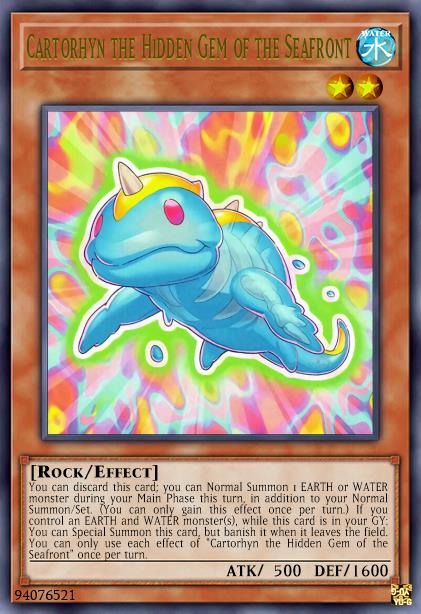 Cartorhyn the Hidden Gem of the Seafront
WATER
水
[Rock/Effect]
You can discard this card; you can Normal Summon 1 EARTH or WATER
monster during your Main Phase this turn, in addition to your Normal
Summon/Set. (You can only gain this effect once per turn.) If you
control an EARTH and WATER monster(s), while this card is in your GY:
You can Special Summon this card, but banish it when it leaves the field.
You can only use each effect of "Cartorhyn the Hidden Gem of the
Seafront" once per turn.
ATK/ 500 DEF/1600
94076521